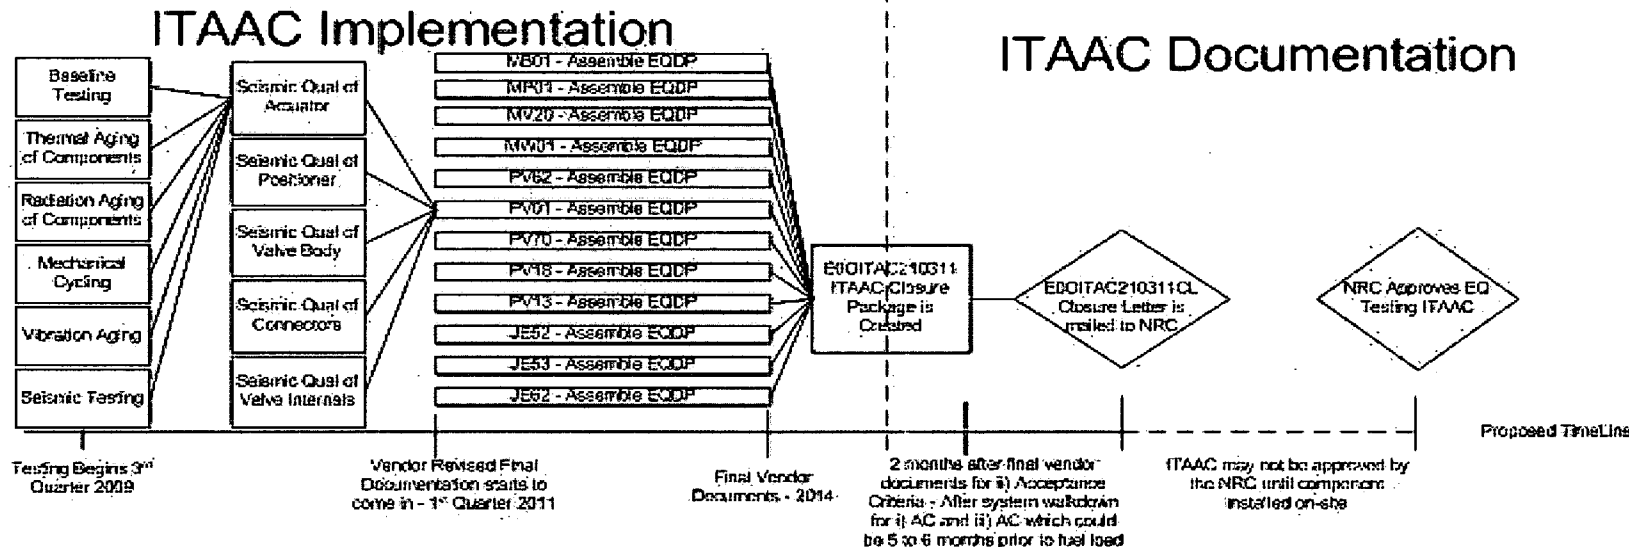 ITAAC Implementation
ITAAC Documentation
Baseline
Testing
Thermal Aging
of Components
Radiation Aging
of Components
Mechanical
Cycling
Vibration Aging
Seismic Testing
Seismic Qual of
Actuator
Seismic Qual of
Positioner
Seismic Qual of
Valve Body
Seismic Qual of
Connectors
Seismic Qual of
Valve Internals
MB01 - Assemble EQDP
MP01 - Assemble EQDP
MV20 - Assemble EQDP
MW01 - Assemble EQDP
PV62 - Assemble EQDP
PV01 - Assemble EQDP
PV70 - Assemble EQDP
PV18 - Assemble EQDP
PV13 - Assemble EQDP
JE52 - Assemble EQDP
JE53 - Assemble EQDP
JE62 - Assemble EQDP
E0OITAC210311
ITAAC Closure
Package is
Created
E0OITAC210311CL
Closure Letter is
mailed to NRC
NRC Approves EQ
Testing ITAAC
Proposed TimeLine
Testing Begins 3rd
Quarter 2009
Vendor Revised Final
Documentation starts to
come in - 1st Quarter 2011
Final Vendor
Documents - 2014
2 months after final vendor
documents for ii) Acceptance
Criteria - After system walkdown
for i) AC and iii) AC which could
be 5 to 6 months prior to fuel load
ITAAC may not be approved by
the NRC until component
installed on-site